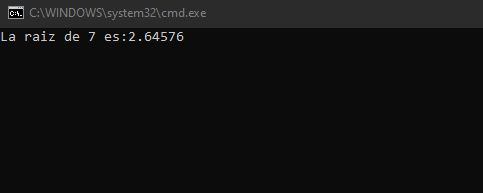 C:\WINDOWS\system32\cmd.exe
La raiz de 7 es:2.64576